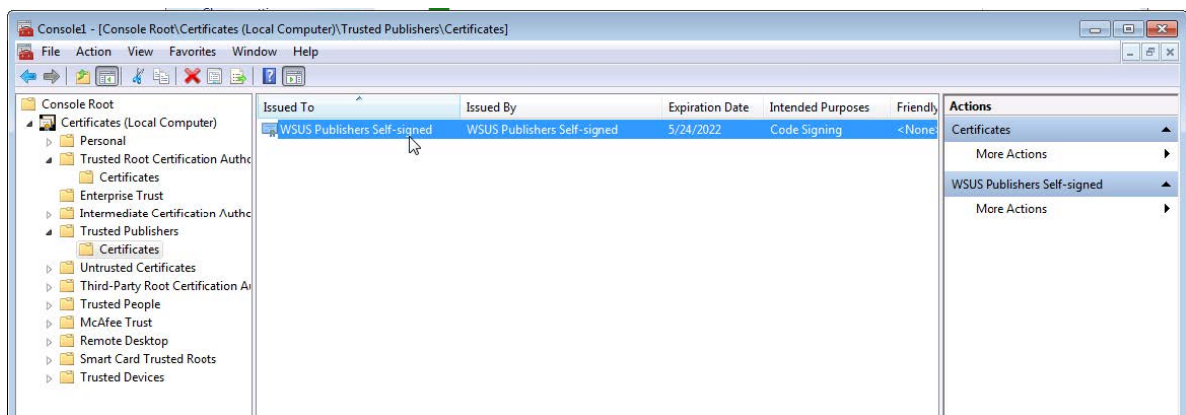 Console1 - [Console Root\Certificates (Local Computer)\Trusted Publishers\Certificates]
File Action View Favorites Window Help
Console Root
Certificates (Local Computer)
Personal
Trusted Root Certification Autho
Certificates
Enterprise Trust
Intermediate Certification Autho
Trusted Publishers
Certificates
Untrusted Certificates
Third-Party Root Certification Au
Trusted People
McAfee Trust
Remote Desktop
Smart Card Trusted Roots
Trusted Devices
Issued To Issued By Expiration Date Intended Purposes Friendly
WSUS Publishers Self-signed WSUS Publishers Self-signed 5/24/2022 Code Signing <None>
Actions
Certificates
More Actions
WSUS Publishers Self-signed
More Actions